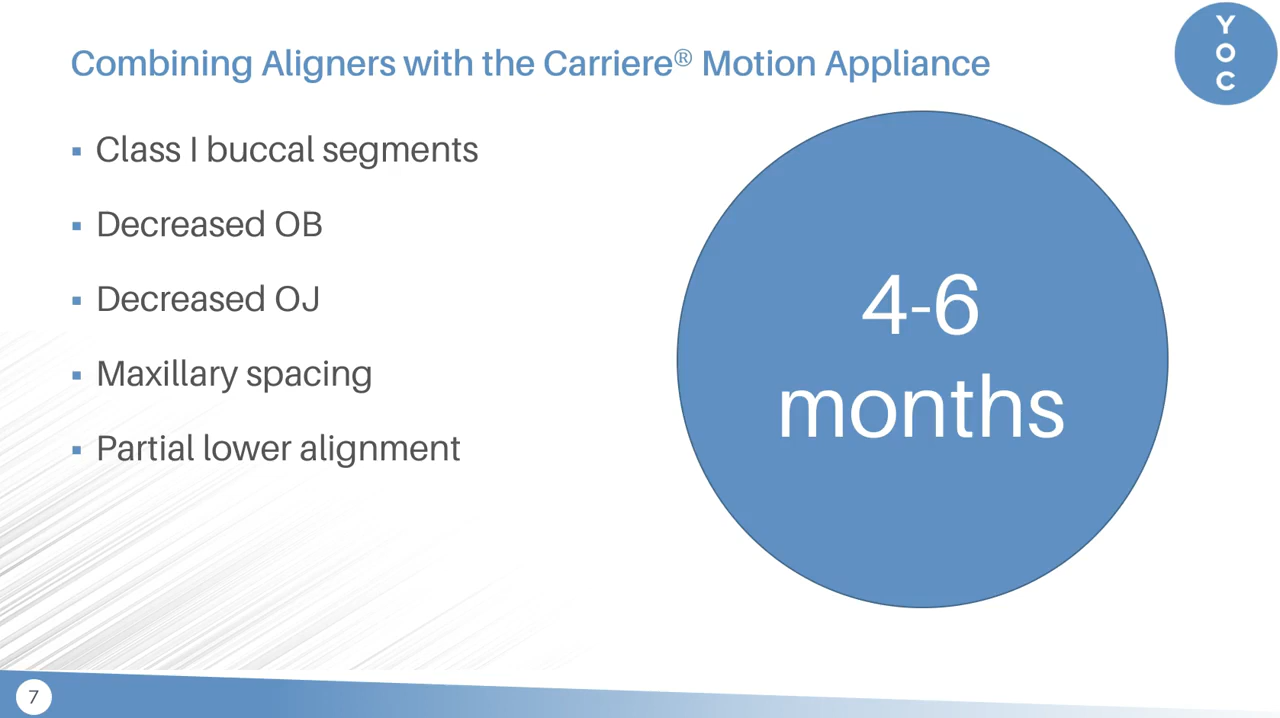 Combining Aligners with the Carriere® Motion Appliance
Y
O
C
▪ Class I buccal segments
▪ Decreased OB
▪ Decreased OJ
▪ Maxillary spacing
▪ Partial lower alignment
4-6
months
7